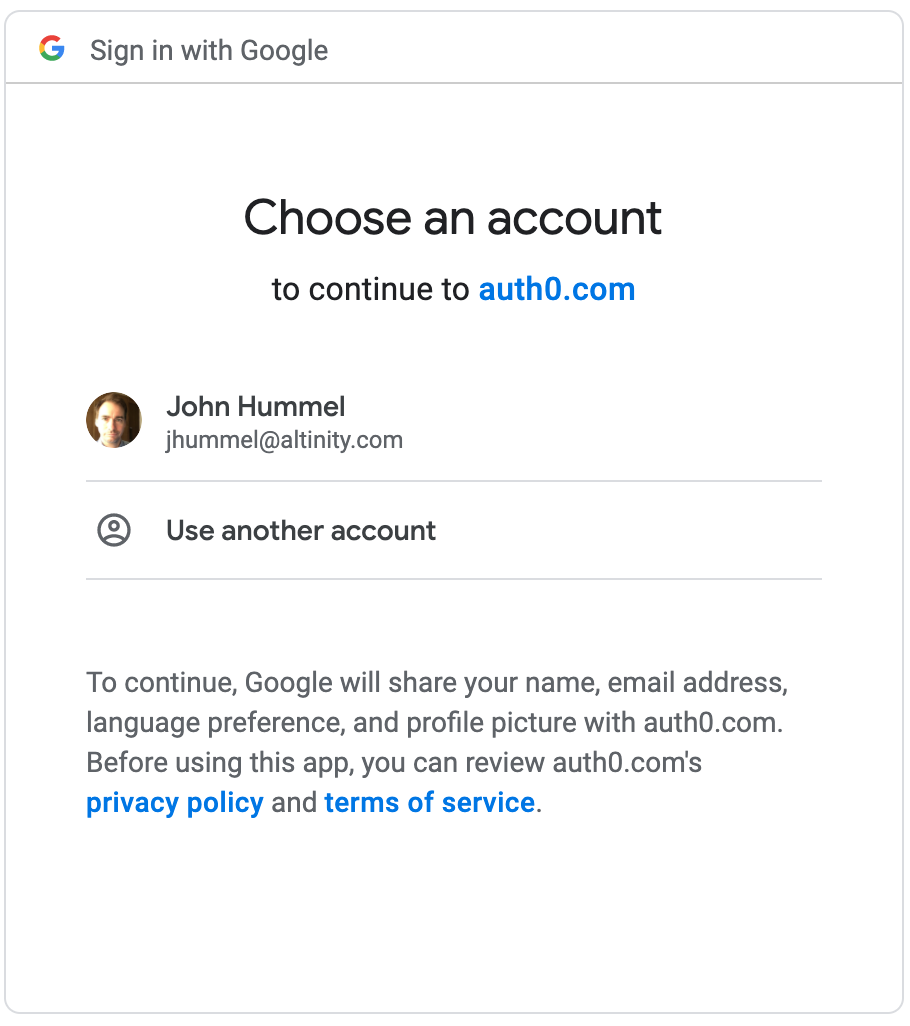 Sign in with Google
Choose an account
to continue to auth0.com
John Hummel
jhummel@altinity.com
Use another account
To continue, Google will share your name, email address,
language preference, and profile picture with auth0.com.
Before using this app, you can review auth0.com's
privacy policy and terms of service.